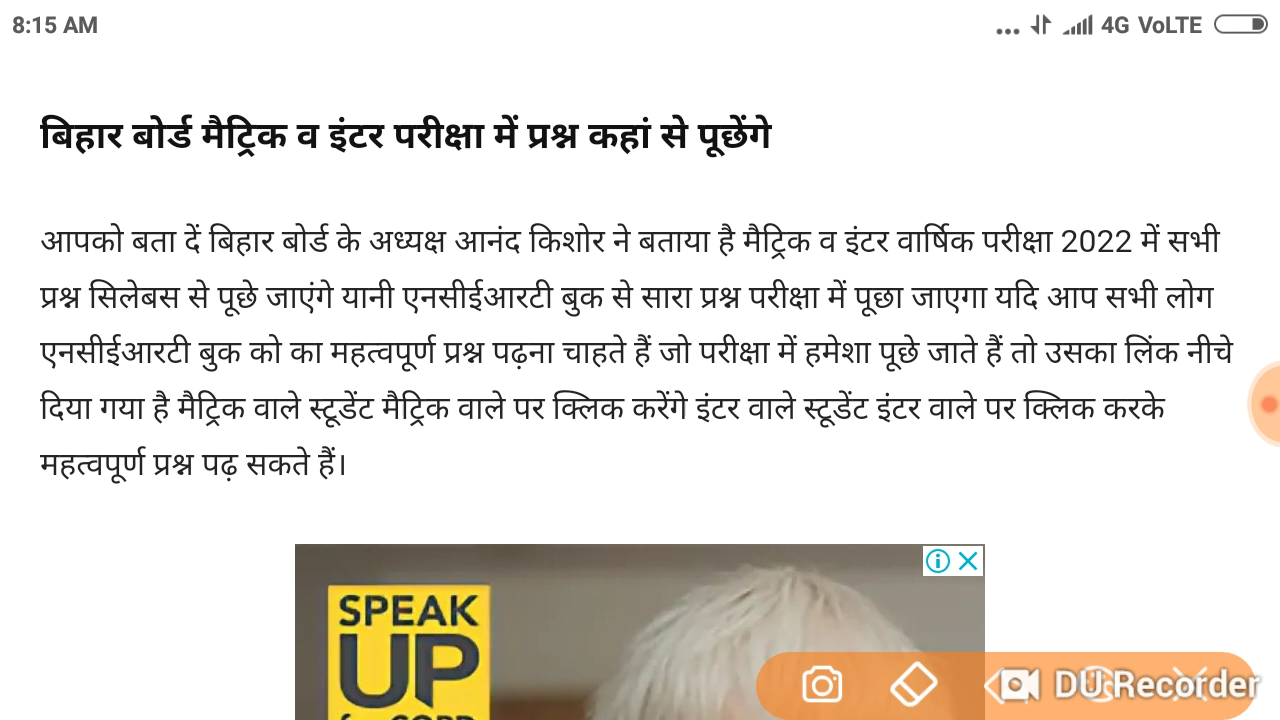 8:15 AM
... 4G VoLTE
बिहार बोर्ड मैट्रिक व इंटर परीक्षा में प्रश्न कहां से पूछेंगे
आपको बता दें बिहार बोर्ड के अध्यक्ष आनंद किशोर ने बताया है मैट्रिक व इंटर वार्षिक परीक्षा 2022 में सभी
प्रश्न सिलेबस से पूछे जाएंगे यानी एनसीईआरटी बुक से सारा प्रश्न परीक्षा में पूछा जाएगा यदि आप सभी लोग
एनसीईआरटी बुक को का महत्वपूर्ण प्रश्न पढ़ना चाहते हैं जो परीक्षा में हमेशा पूछे जाते हैं तो उसका लिंक नीचे
दिया गया है मैट्रिक वाले स्टूडेंट मैट्रिक वाले पर क्लिक करेंगे इंटर वाले स्टूडेंट इंटर वाले पर क्लिक करके
महत्वपूर्ण प्रश्न पढ़ सकते हैं।
SPEAK
UP
DU Recorder